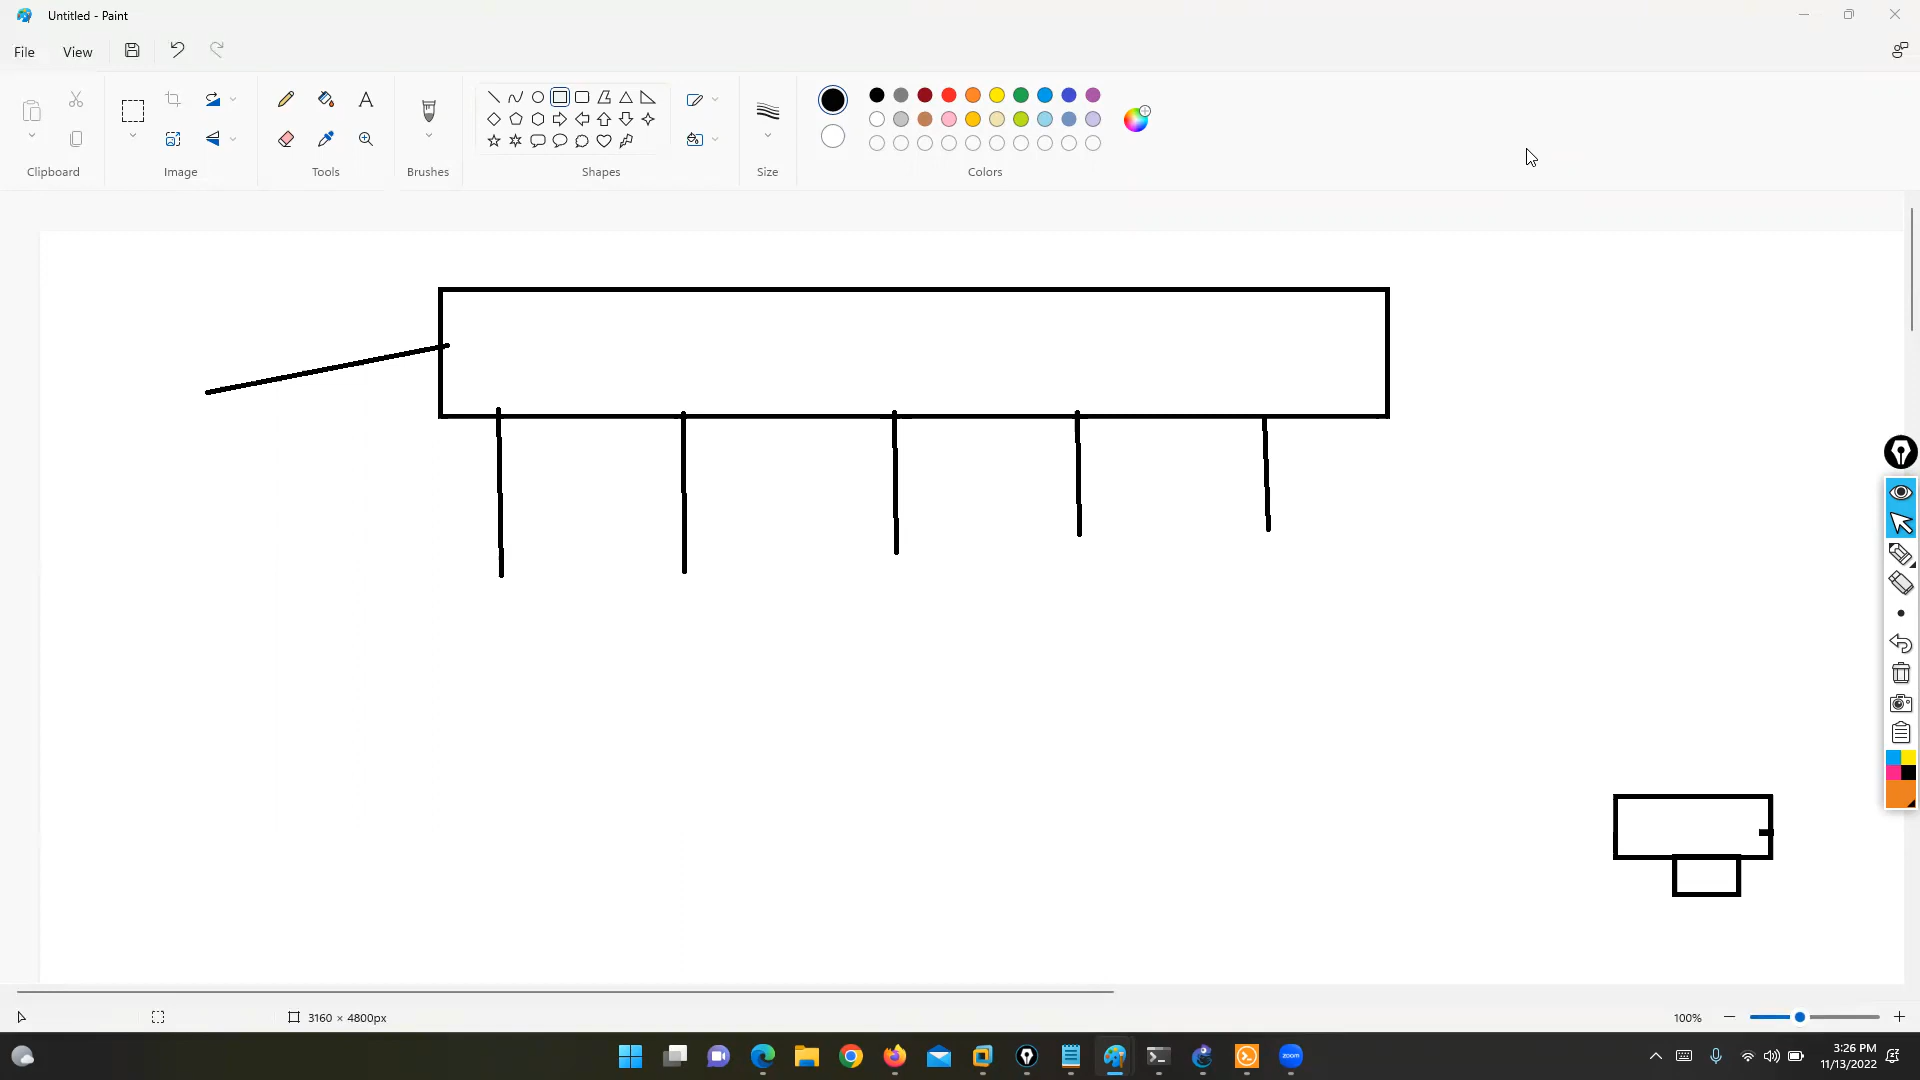 Untitled - Paint
File View
Clipboard Image Tools Brushes Shapes Size Colors
3160 × 4800px
100%
zoom
3:26 PM
11/13/2022